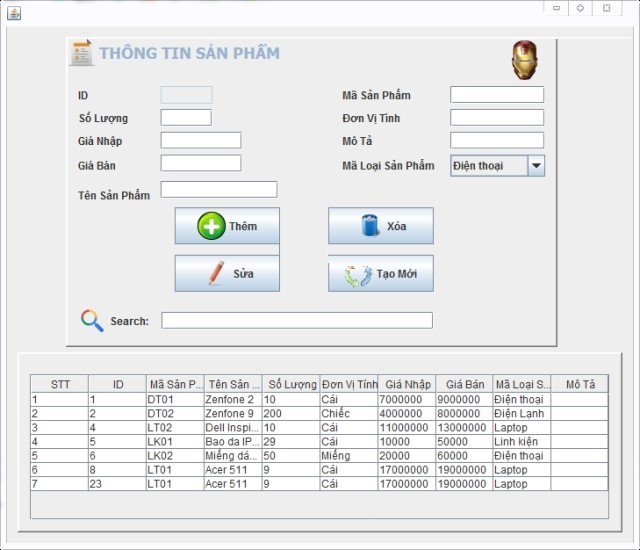 THÔNG TIN SẢN PHẨM
ID
Mã Sản Phẩm
Số Lượng
Đơn Vị Tính
Giá Nhập
Mô Tả
Giá Bàn
Mã Loại Sản Phẩm Điện thoại
Tên Sản Phẩm
Thêm
Xóa
Sửa
Tạo Mới
Search:
STT ID Mã Sản P... Tên Sản ... Số Lượng Đơn Vị Tính Giá Nhập Giá Bán Mã Loại S... Mô Tả
1 1 DT01 Zenfone 2 10 Cái 7000000 9000000 Điện thoại
2 2 DT02 Zenfone 9 200 Chiếc 4000000 8000000 Điện Lạnh
3 4 LT02 Dell Inspi... 10 Cái 11000000 13000000 Laptop
4 5 LK01 Bao da IP... 29 Cái 10000 50000 Linh kiện
5 6 LK02 Miếng dá... 50 Miếng 20000 60000 Điện thoại
6 8 LT01 Acer 511 9 Cái 17000000 19000000 Laptop
7 23 LT01 Acer 511 9 Cái 17000000 19000000 Laptop